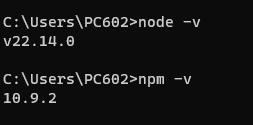 C:\Users\PC602>node -v
v22.14.0
C:\Users\PC602>npm -v
10.9.2